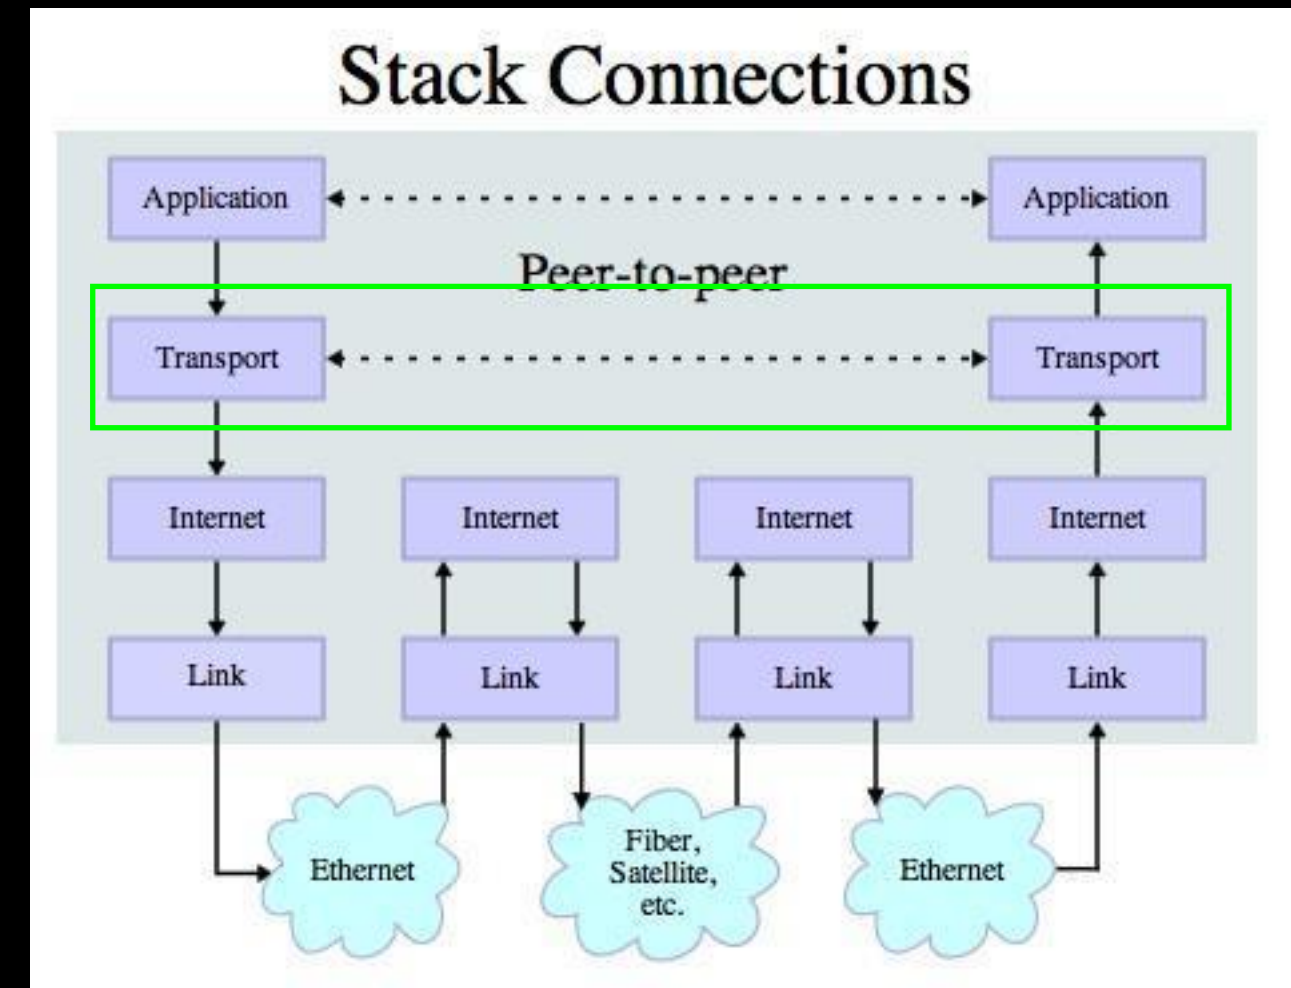 Stack Connections
Application
Application
Peer-to-peer
Transport
Transport
Internet
Internet
Internet
Internet
Link
Link
Link
Link
Ethernet
Fiber,
Satellite,
etc.
Ethernet